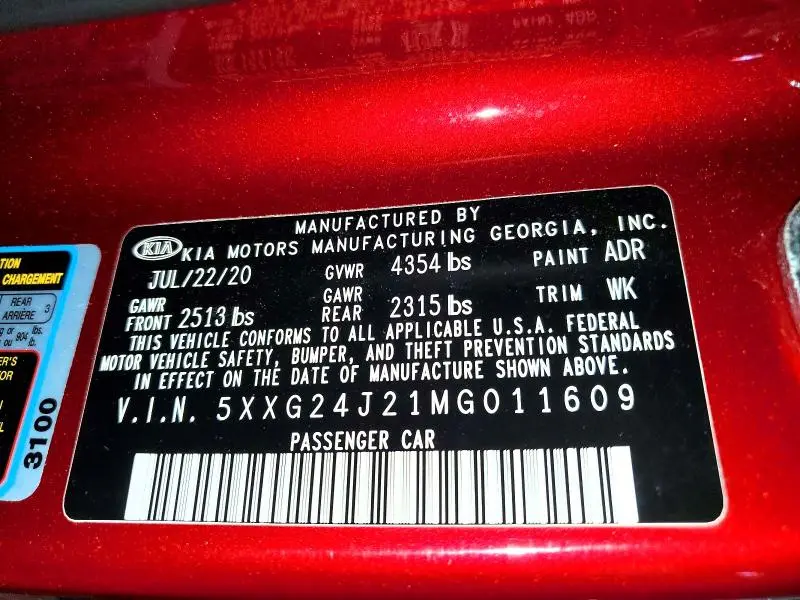 MANUFACTURED BY
KIA KIA MOTORS MANUFACTURING GEORGIA, INC.
JUL/22/20 GVWR 4354 lbs PAINT ADR
GAWR FRONT 2513 lbs GAWR REAR 2315 lbs TRIM WK
THIS VEHICLE CONFORMS TO ALL APPLICABLE U.S.A. FEDERAL
MOTOR VEHICLE SAFETY, BUMPER, AND THEFT PREVENTION STANDARDS
IN EFFECT ON THE DATE OF MANUFACTURE SHOWN ABOVE.
V.I.N. 5XXG24J21MG011609
PASSENGER CAR
CHARGEMENT
REAR
ARRIÈRE 3
3100